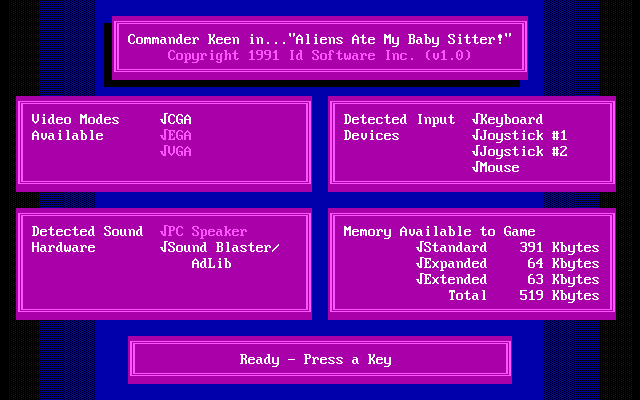 Commander Keen in..."Aliens Ate My Baby Sitter!"
Copyright 1991 Id Software Inc. (v1.0)
Video Modes √CGA
Available √EGA
√VGA
Detected Input √Keyboard
Devices √Joystick #1
√Joystick #2
√Mouse
Detected Sound √PC Speaker
Hardware √Sound Blaster/
AdLib
Memory Available to Game
√Standard 391 Kbytes
√Expanded 64 Kbytes
√Extended 63 Kbytes
Total 519 Kbytes
Ready - Press a Key